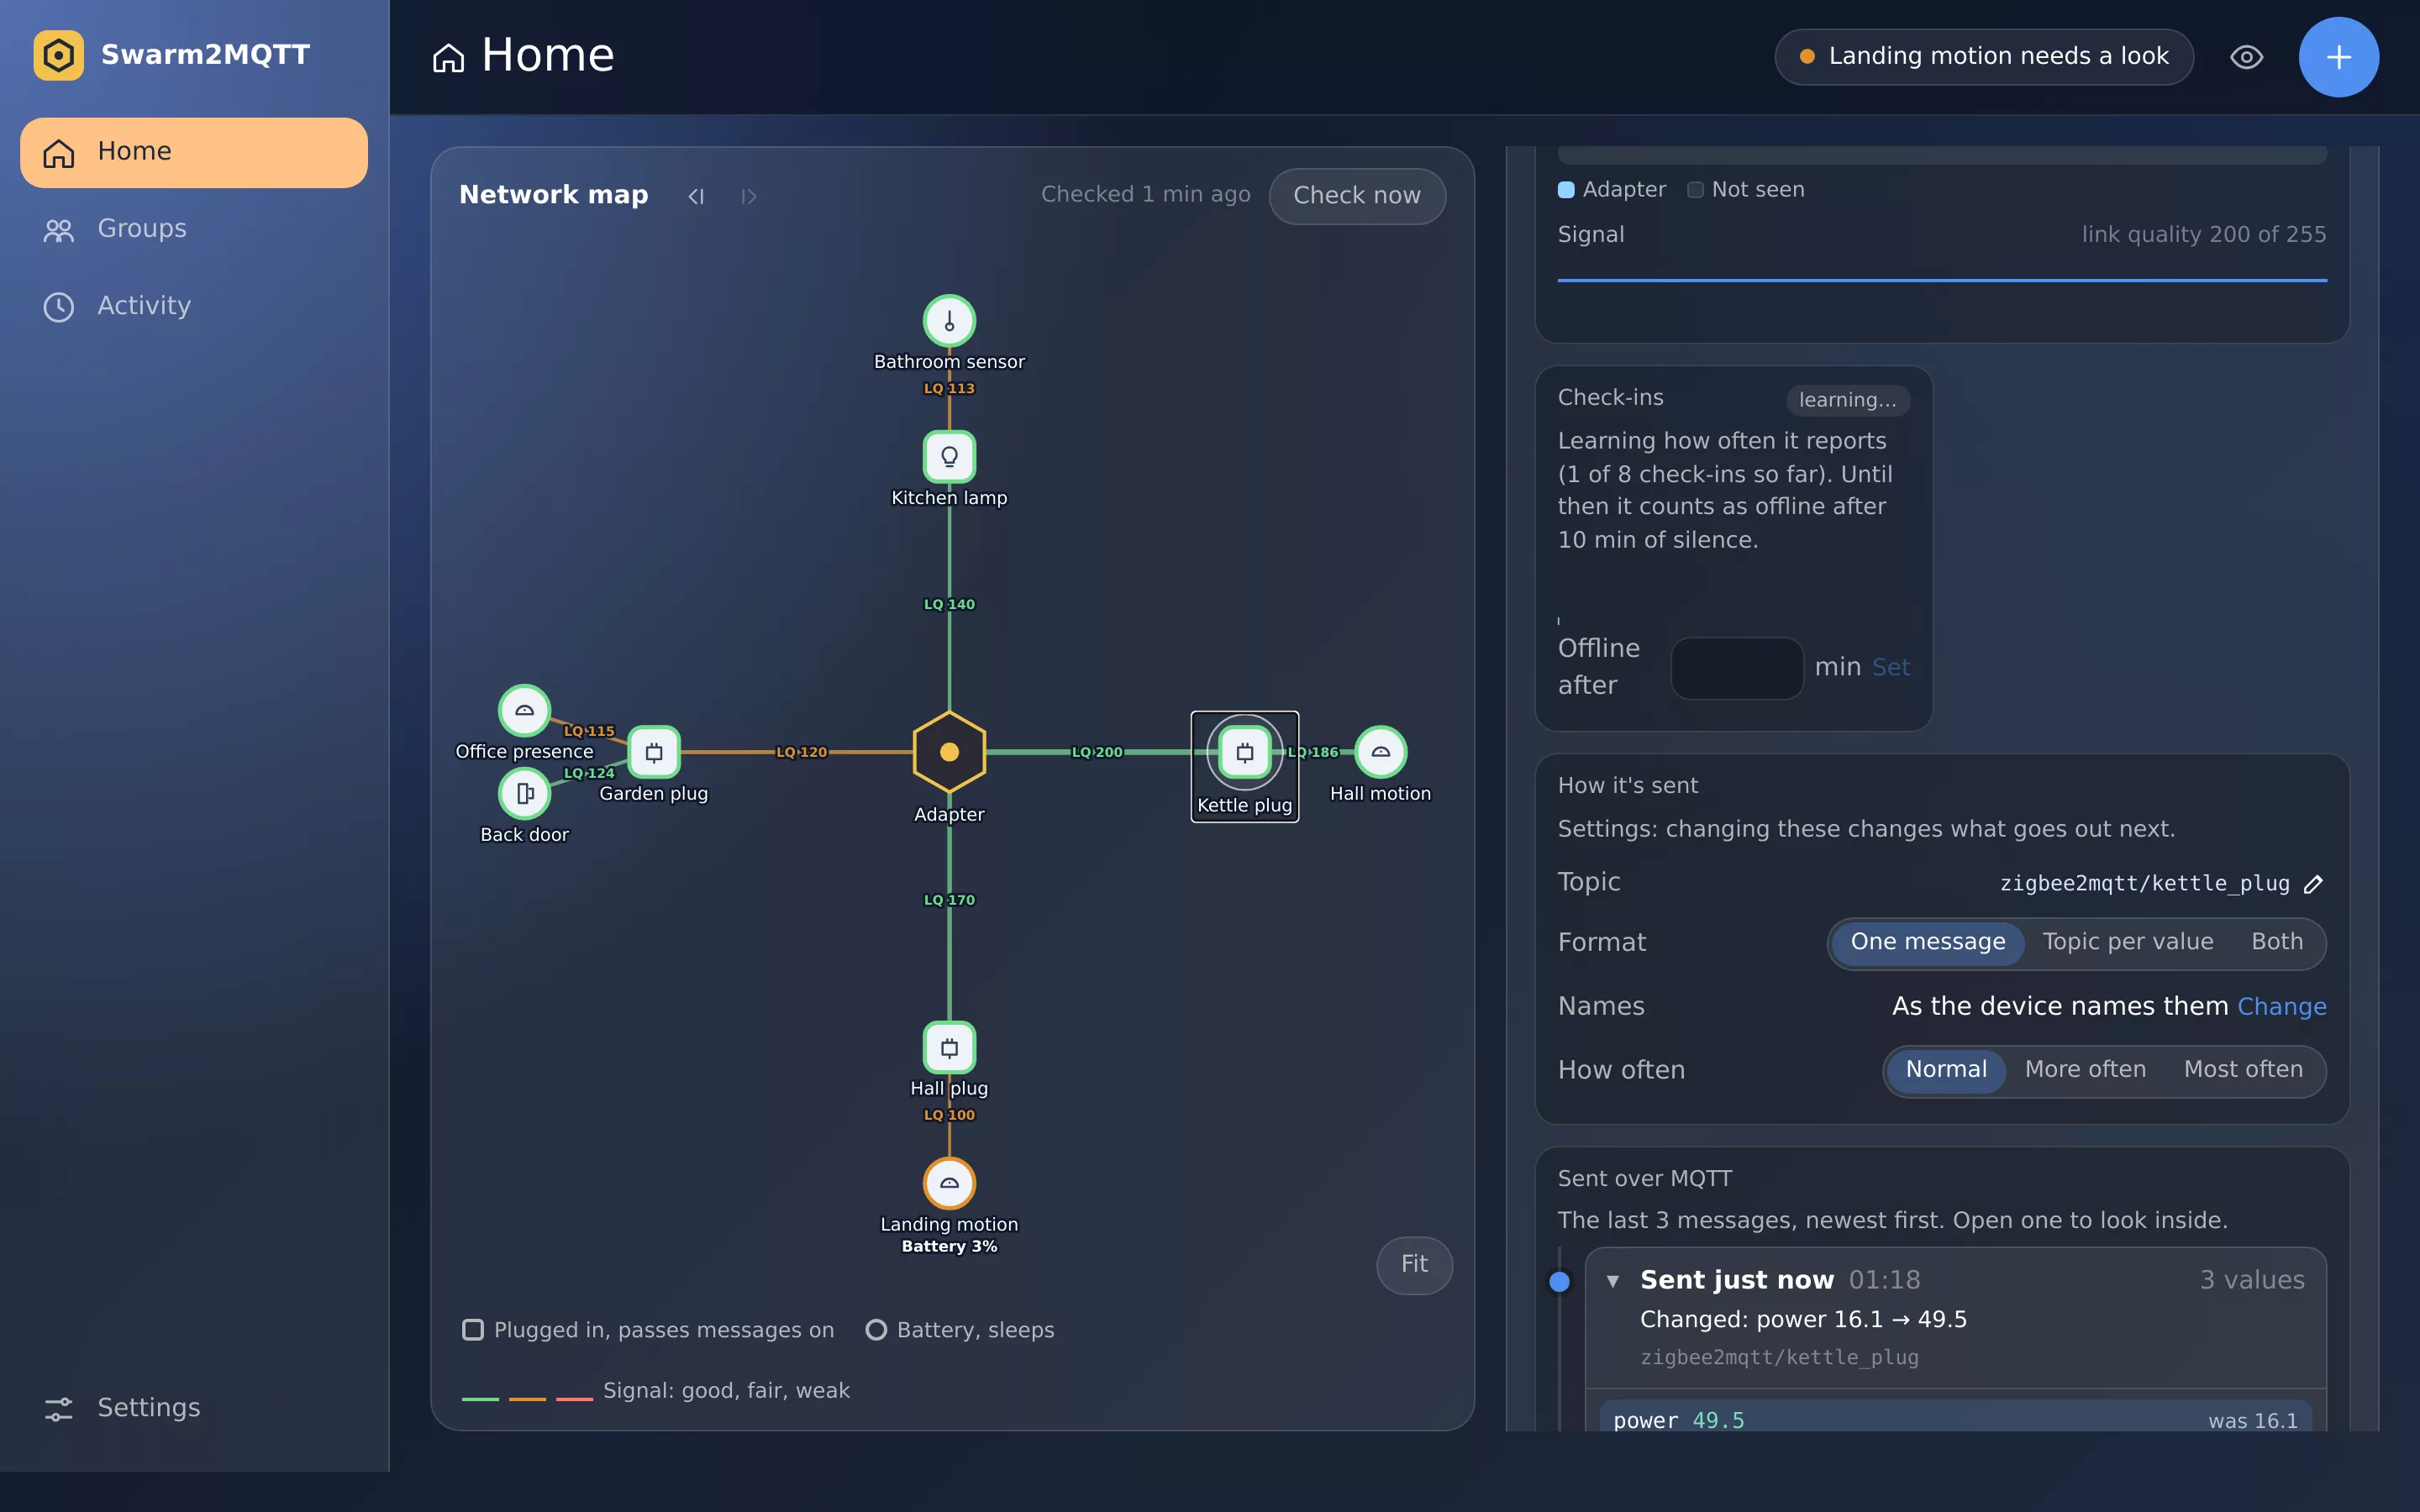 Swarm2MQTT
Home
Groups
Activity
Settings
Home
Landing motion needs a look
Network map
Checked 1 min ago
Check now
Bathroom sensor
LQ 113
Kitchen lamp
LQ 140
Office presence
LQ 115
LQ 124
Back door
Garden plug
LQ 120
Adapter
LQ 200
Kettle plug
LQ 186
Hall motion
LQ 170
Hall plug
LQ 100
Landing motion
Battery 3%
Fit
Plugged in, passes messages on
Battery, sleeps
Signal: good, fair, weak
Adapter
Not seen
Signal
link quality 200 of 255
Check-ins
learning…
Learning how often it reports
(1 of 8 check-ins so far). Until
then it counts as offline after
10 min of silence.
Offline
after
min
Set
How it's sent
Settings: changing these changes what goes out next.
Topic
zigbee2mqtt/kettle_plug
Format
One message
Topic per value
Both
Names
As the device names them Change
How often
Normal
More often
Most often
Sent over MQTT
The last 3 messages, newest first. Open one to look inside.
Sent just now 01:18
3 values
Changed: power 16.1 → 49.5
zigbee2mqtt/kettle_plug
power 49.5
was 16.1